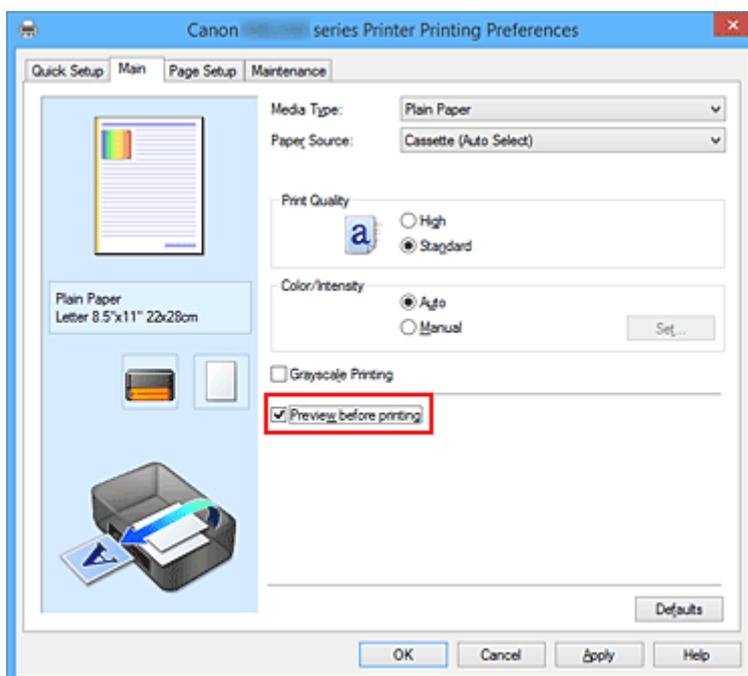 Canon series Printer Printing Preferences
Quick Setup Main Page Setup Maintenance
Media Type: Plain Paper
Paper Source: Cassette (Auto Select)
Print Quality
a High
Standard
Color/Intensity
Auto
Manual Set...
Plain Paper
Letter 8.5"x11" 22x28cm
Grayscale Printing
Preview before printing
A
Defaults
OK Cancel Apply Help